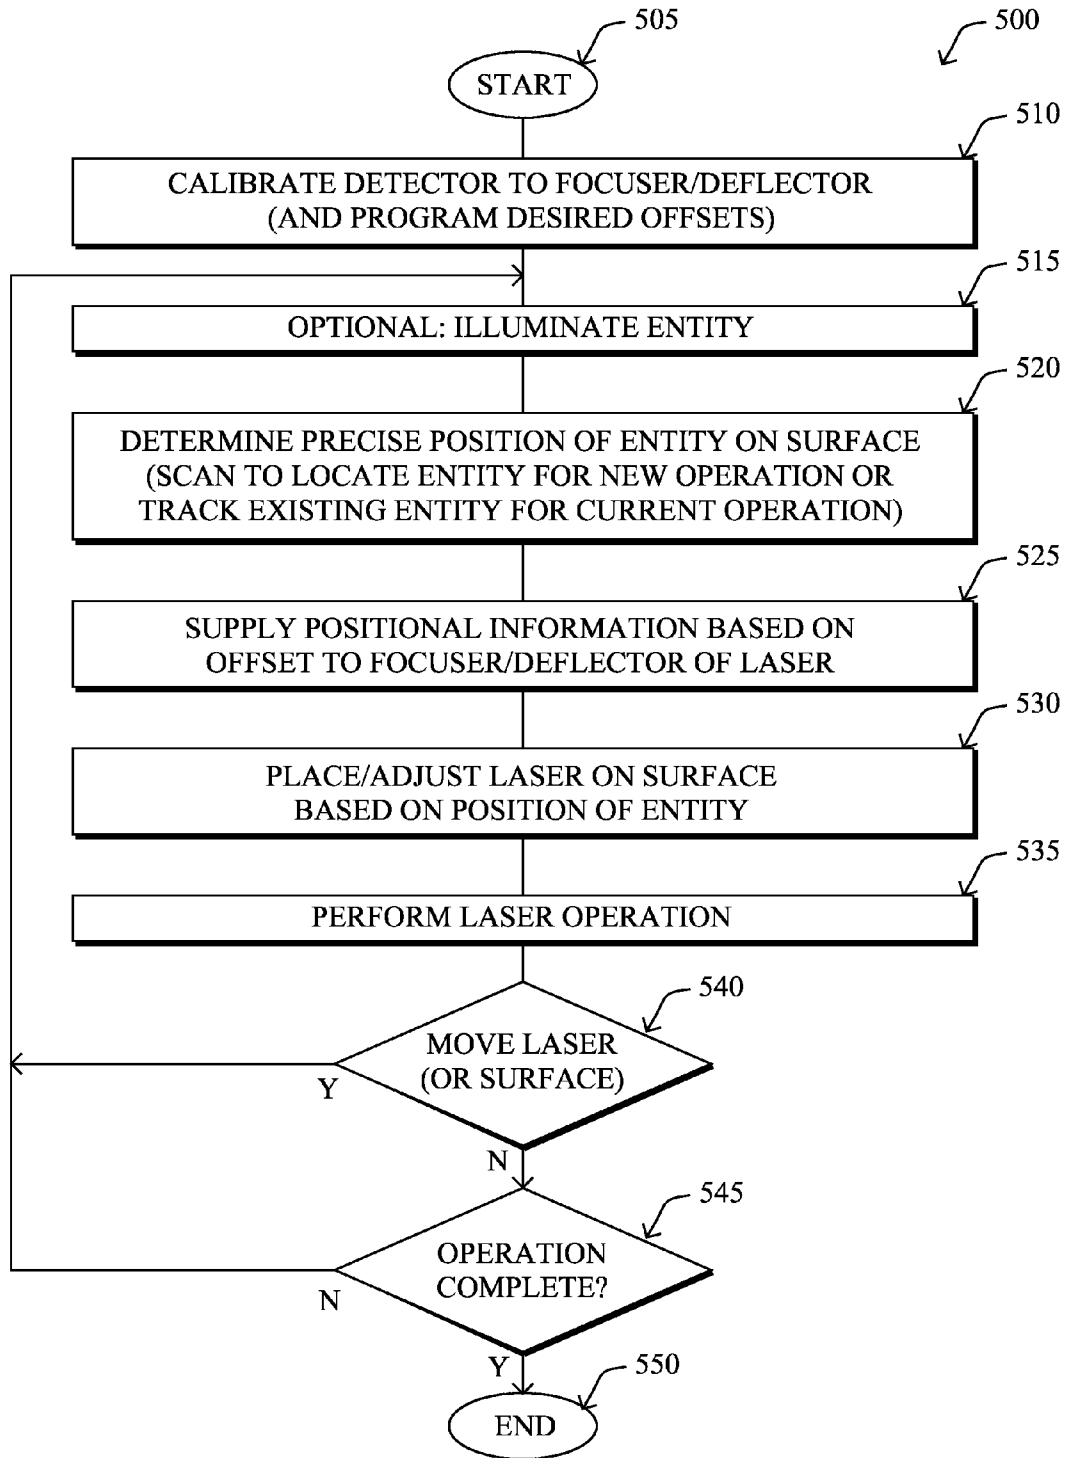 505
500
START
510
CALIBRATE DETECTOR TO FOCUSER/DEFLECTOR
(AND PROGRAM DESIRED OFFSETS)
515
OPTIONAL: ILLUMINATE ENTITY
520
DETERMINE PRECISE POSITION OF ENTITY ON SURFACE
(SCAN TO LOCATE ENTITY FOR NEW OPERATION OR
TRACK EXISTING ENTITY FOR CURRENT OPERATION)
525
SUPPLY POSITIONAL INFORMATION BASED ON
OFFSET TO FOCUSER/DEFLECTOR OF LASER
530
PLACE/ADJUST LASER ON SURFACE
BASED ON POSITION OF ENTITY
535
PERFORM LASER OPERATION
540
MOVE LASER
(OR SURFACE)
Y
N
545
OPERATION
COMPLETE?
N
Y
550
END